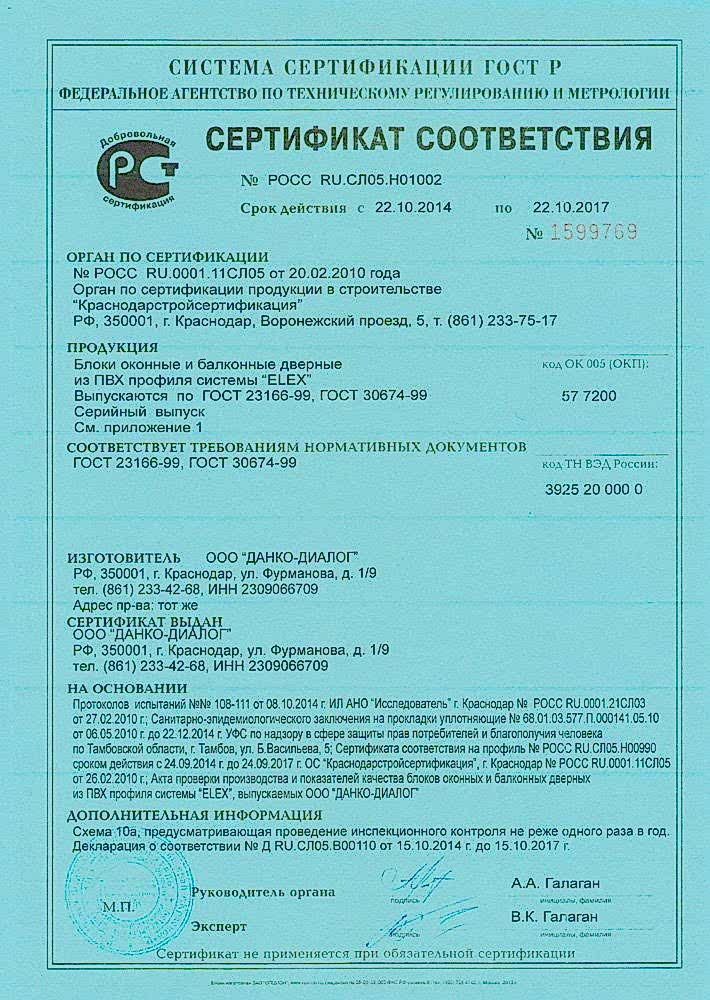 СИСТЕМА СЕРТИФИКАЦИИ ГОСТ Р
ФЕДЕРАЛЬНОЕ АГЕНТСТВО ПО ТЕХНИЧЕСКОМУ РЕГУЛИРОВАНИЮ И МЕТРОЛОГИИ
Добровольная
РСТ
сертификация
СЕРТИФИКАТ СООТВЕТСТВИЯ
№ РОСС RU.СЛ05.Н01002
Срок действия с 22.10.2014 по 22.10.2017
№ 1599769
ОРГАН ПО СЕРТИФИКАЦИИ
№ РОСС RU.0001.11СЛ05 от 20.02.2010 года
Орган по сертификации продукции в строительстве
“Краснодарстройсертификация”
РФ, 350001, г. Краснодар, Воронежский проезд, 5, т. (861) 233-75-17
ПРОДУКЦИЯ
Блоки оконные и балконные дверные
код ОК 005 (ОКП):
из ПВХ профиля системы “ELEX”
Выпускаются по ГОСТ 23166-99, ГОСТ 30674-99
57 7200
Серийный выпуск
См. приложение 1
СООТВЕТСТВУЕТ ТРЕБОВАНИЯМ НОРМАТИВНЫХ ДОКУМЕНТОВ
ГОСТ 23166-99, ГОСТ 30674-99
код ТН ВЭД России:
3925 20 000 0
ИЗГОТОВИТЕЛЬ ООО “ДАНКО-ДИАЛОГ”
РФ, 350001, г. Краснодар, ул. Фурманова, д. 1/9
тел. (861) 233-42-68, ИНН 2309066709
Адрес пр-ва: тот же
СЕРТИФИКАТ ВЫДАН
ООО “ДАНКО-ДИАЛОГ”
РФ, 350001, г. Краснодар, ул. Фурманова, д. 1/9
тел. (861) 233-42-68, ИНН 2309066709
НА ОСНОВАНИИ
Протоколов испытаний №№ 108-111 от 08.10.2014 г. ИЛ АНО “Исследователь” г. Краснодар № РОСС RU.0001.21СЛ03
от 27.02.2010 г.; Санитарно-эпидемиологического заключения на прокладки уплотняющие № 68.01.03.577.П.000141.05.10
от 06.05.2010 г. до 22.12.2014 г. УФС по надзору в сфере защиты прав потребителей и благополучия человека
по Тамбовской области, г. Тамбов, ул. Б.Васильева, 5; Сертификата соответствия на профиль № РОСС RU.СЛ05.Н00990
сроком действия с 24.09.2014 г. до 24.09.2017 г. ОС “Краснодарстройсертификация”, г. Краснодар № РОСС RU.0001.11СЛ05
от 26.02.2010 г.; Акта проверки производства и показателей качества блоков оконных и балконных дверных
из ПВХ профиля системы “ELEX”, выпускаемых ООО “ДАНКО-ДИАЛОГ”
ДОПОЛНИТЕЛЬНАЯ ИНФОРМАЦИЯ
Схема 10а, предусматривающая проведение инспекционного контроля не реже одного раза в год.
Декларация о соответствии № Д RU.СЛ05.В00110 от 15.10.2014 г. до 15.10.2017 г.
М.П.
Руководитель органа
подпись
А.А. Галаган
инициалы, фамилия
Эксперт
подпись
В.К. Галаган
инициалы, фамилия
Сертификат не применяется при обязательной сертификации